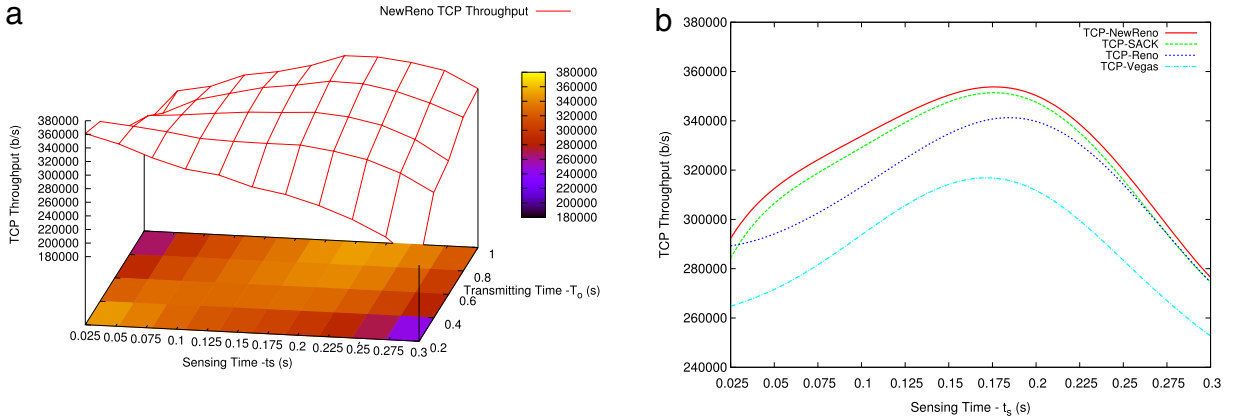 a
NewReno TCP Throughput
380000
360000
340000
320000
300000
280000
260000
240000
220000
200000
180000
TCP Throughput (b/s)
380000
360000
340000
320000
300000
280000
260000
240000
220000
200000
180000
0.025 0.05 0.075 0.1 0.125 0.15 0.175 0.2 0.225 0.25 0.275 0.3
Sensing Time -ts (s)
0.2
0.4
0.6
0.8
1
Transmitting Time -To (s)
b
380000
360000
340000
320000
300000
280000
260000
240000
TCP Throughput (b/s)
TCP-NewReno
TCP-SACK
TCP-Reno
TCP-Vegas
0.025 0.05 0.075 0.1 0.125 0.15 0.175 0.2 0.225 0.25 0.275 0.3
Sensing Time - ts (s)